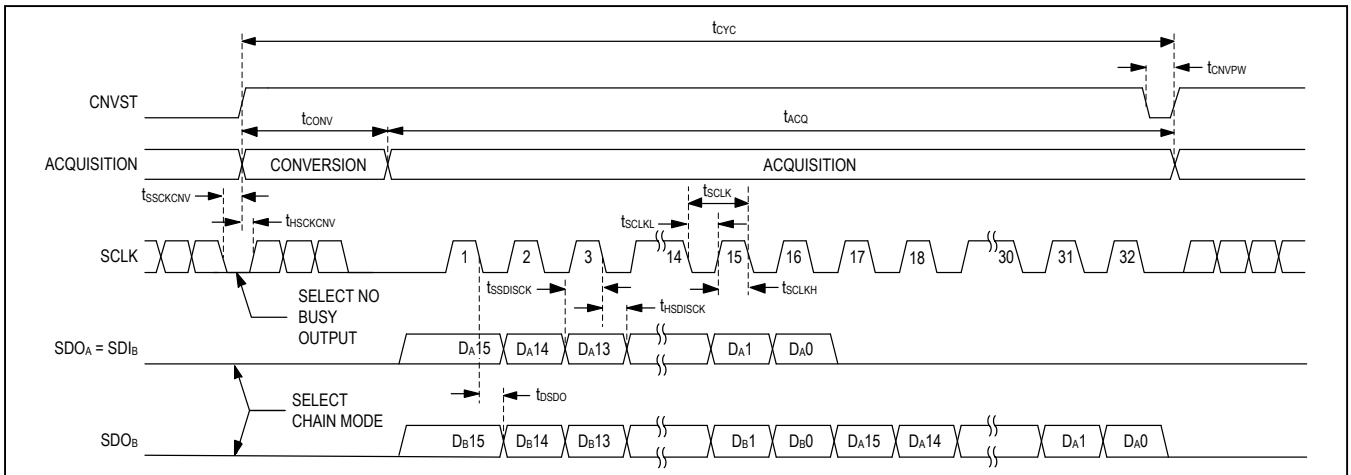 tCYC
tCNVPW
CNVST
tCONV
tACQ
ACQUISITION
CONVERSION
ACQUISITION
tSSCKCNV
tHSCKCNV
tSCLK
tSCLKL
SCLK
1 2 3 14 15 16 17 18 30 31 32
SELECT NO
BUSY
OUTPUT
tSSDISCK
tHSDISCK
tSCLKH
SDOA = SDIB
DA15 DA14 DA13 DA1 DA0
tDSDO
SELECT
CHAIN MODE
SDOB
DB15 DB14 DB13 DB1 DB0 DA15 DA14 DA1 DA0